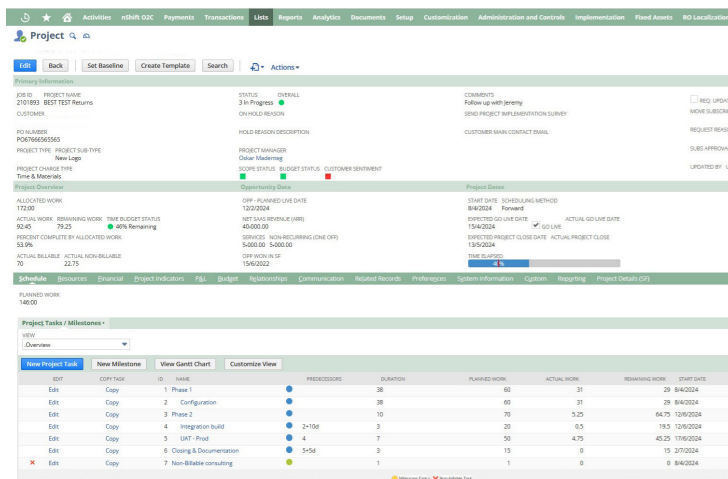 Activities nShift O2C Payments Transactions Lists Reports Analytics Documents Setup Customization Administration and Controls Implementation Fixed Assets RO Localization
Project
Edit Back Set Baseline Create Template Search Actions
Primary Information
JOB ID PROJECT NAME STATUS OVERALL COMMENTS
2101893 BEST TEST Returns 3 In Progress Follow up with Jeremy REQ: UPDAT
CUSTOMER ON HOLD REASON SEND PROJECT IMPLEMENTATION SURVEY MOVE SUBSCRI
PO NUMBER HOLD REASON DESCRIPTION CUSTOMER MAIN CONTACT EMAIL REQUEST REAS
PO67666565565
PROJECT TYPE PROJECT SUB-TYPE PROJECT MANAGER SUBS APPROVA
New Logo Oskar Madenteg
PROJECT CHARGE TYPE SCOPE STATUS BUDGET STATUS CUSTOMER SENTIMENT UPDATED BY
Time & Materials
Project Overview Opportunity Data Project Dates
ALLOCATED WORK OPP - PLANNED LIVE DATE START DATE SCHEDULING METHOD
172:00 12/2/2024 8/4/2024 Forward
ACTUAL WORK REMAINING WORK TIME BUDGET STATUS NET SAAS REVENUE (ARR) EXPECTED GO LIVE DATE ACTUAL GO LIVE DATE
92:45 79.25 46% Remaining 40-000.00 15/4/2024 GO LIVE
PERCENT COMPLETE BY ALLOCATED WORK SERVICES NON-RECURRING (ONE OFF) EXPECTED PROJECT CLOSE DATE ACTUAL PROJECT CLOSE
53.9% 5-000.00 5-000.00 13/5/2024
ACTUAL BILLABLE ACTUAL NON-BILLABLE OPP WON IN SF TIME ELAPSED
70 22.75 15/6/2022
Schedule Resources Financial Project Indicators P&L Budget Relationships Communication Related Records Preferences System Information Custom Reporting Project Details (SF)
PLANNED WORK
146:00
Project Tasks / Milestones
VIEW
.Overview
New Project Task New Milestone View Gantt Chart Customize View
EDIT COPY TASK ID NAME PREDECESSORS DURATION PLANNED WORK ACTUAL WORK REMAINING WORK START DATE
Edit Copy 1 Phase 1 38 60 31 29 8/4/2024
Edit Copy 2 Configuration 38 60 31 29 8/4/2024
Edit Copy 3 Phase 2 10 70 5.25 64.75 12/6/2024
Edit Copy 4 Integration build 2+10d 3 20 0.5 19.5 12/6/2024
Edit Copy 5 UAT - Prod 4 7 50 4.75 45.25 17/6/2024
Edit Copy 6 Closing & Documentation 5+5d 3 15 0 15 2/7/2024
Edit Copy 7 Non-Billable consulting 1 1 0 0 8/4/2024